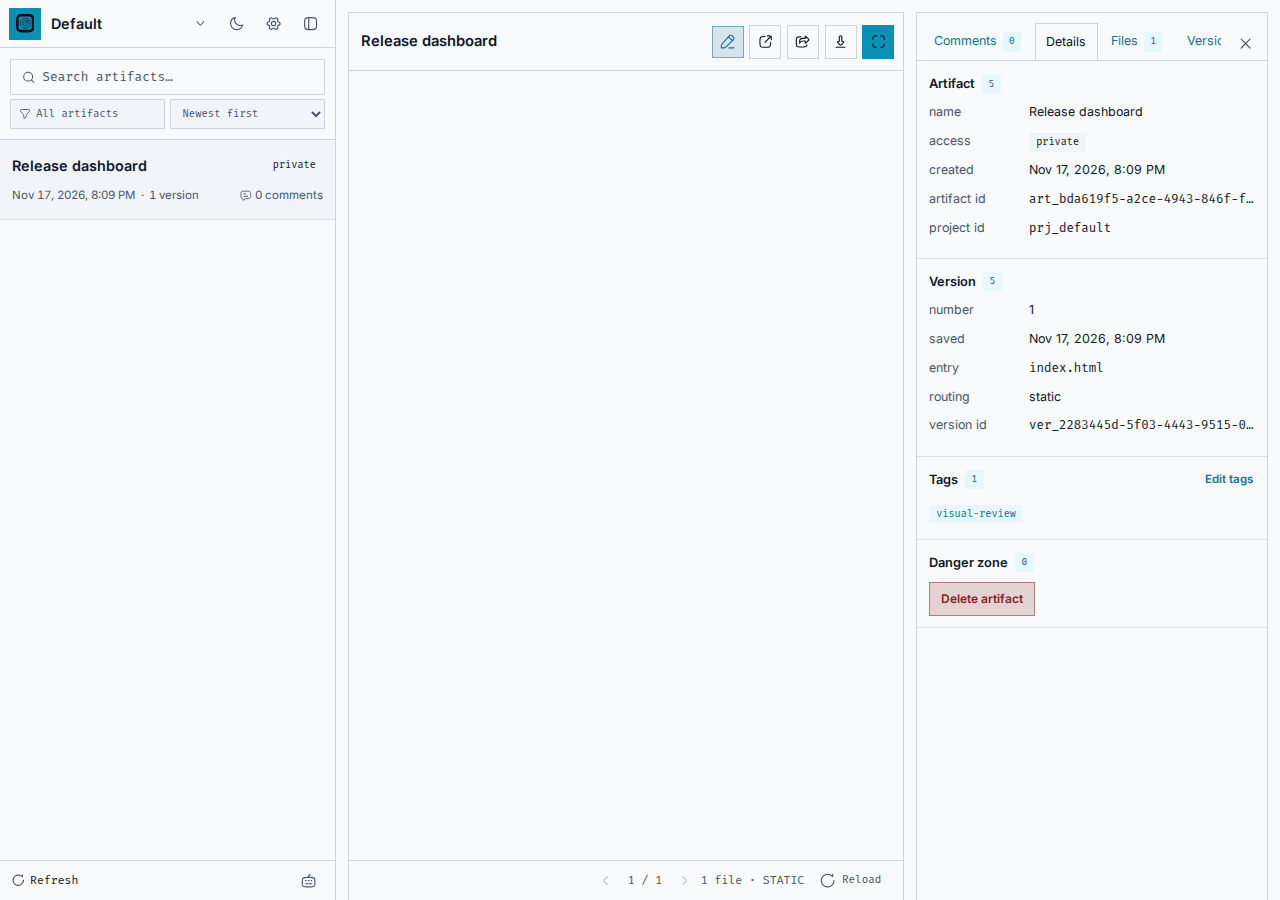 Default
Search artifacts…
All artifacts
Newest first
Release dashboard
private
Nov 17, 2026, 8:09 PM · 1 version
0 comments
Refresh
Release dashboard
1 / 1
1 file · STATIC
Reload
Comments 0
Details
Files 1
Versic
Artifact 5
name Release dashboard
access private
created Nov 17, 2026, 8:09 PM
artifact id art_bda619f5-a2ce-4943-846f-f…
project id prj_default
Version 5
number 1
saved Nov 17, 2026, 8:09 PM
entry index.html
routing static
version id ver_2283445d-5f03-4443-9515-0…
Tags 1
Edit tags
visual-review
Danger zone 0
Delete artifact